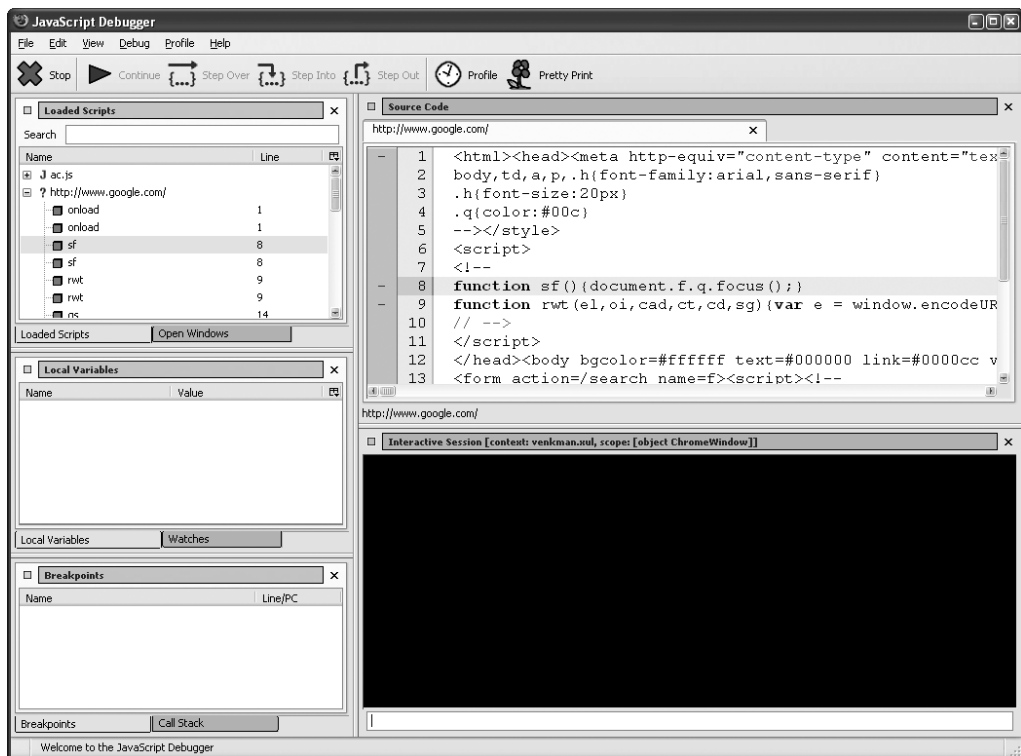 JavaScript Debugger
File Edit View Debug Profile Help
Stop Continue {...} Step Over {...} Step Into {...} Step Out Profile Pretty Print
Loaded Scripts
Search
Name Line
J ac.js
? http://www.google.com/
onload 1
onload 1
sf 8
sf 8
rwt 9
rwt 9
qs 14
Loaded Scripts Open Windows
Local Variables
Name Value
Local Variables Watches
Breakpoints
Name Line/PC
Breakpoints Call Stack
Source Code
http://www.google.com/
– 1 <html><head><meta http-equiv="content-type" content="tex
2 body,td,a,p,.h{font-family:arial,sans-serif}
3 .h{font-size:20px}
4 .q{color:#00c}
5 --></style>
6 <script>
7 <!--
– 8 function sf(){document.f.q.focus();}
– 9 function rwt(el,oi,cad,ct,cd,sg){var e = window.encodeUR
10 // -->
11 </script>
12 </head><body bgcolor=#ffffff text=#000000 link=#0000cc v
13 <form action=/search name=f><script><!--
http://www.google.com/
Interactive Session [context: venkman.xul, scope: [object ChromeWindow]]
Welcome to the JavaScript Debugger